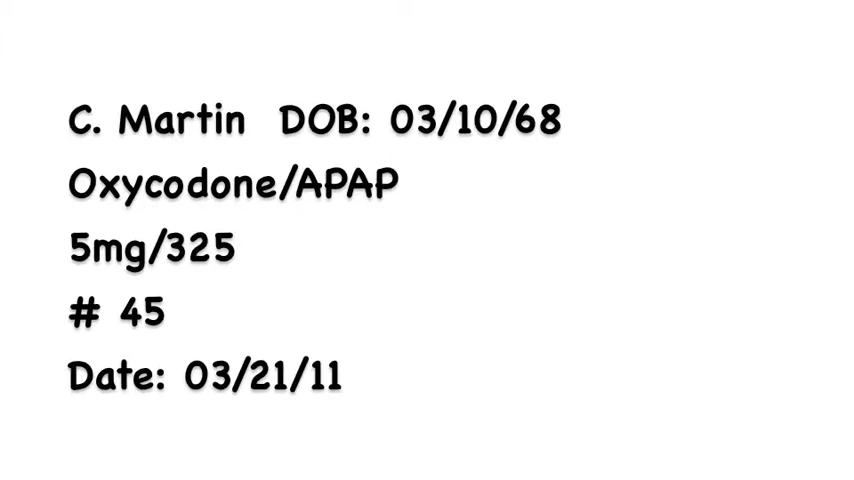 C. Martin DOB: 03/10/68
Oxycodone/APAP
5mg/325
# 45
Date: 03/21/11